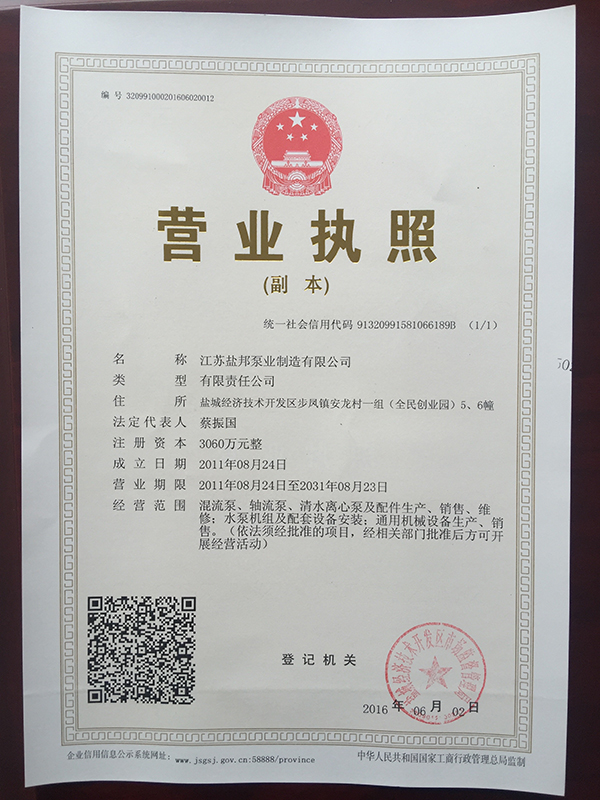 编 号 320991000201606020012
营业执照
(副 本)
统一社会信用代码 91320991581066189B (1/1)
名 称 江苏盐邦泵业制造有限公司
类 型 有限责任公司
住 所 盐城经济技术开发区步凤镇安龙村一组（全民创业园）5、6幢
法定代表人 蔡振国
注册资本 3060万元整
成立日期 2011年08月24日
营业期限 2011年08月24日至2031年08月23日
经营范围 混流泵、轴流泵、清水离心泵及配件生产、销售、维
修；水泵机组及配套设备安装；通用机械设备生产、销
售。（依法须经批准的项目，经相关部门批准后方可开
展经营活动）
登记机关
2016 年 06 月 02 日
企业信用信息公示系统网址： www.jsgsj.gov.cn:58888/province
中华人民共和国国家工商行政管理总局监制